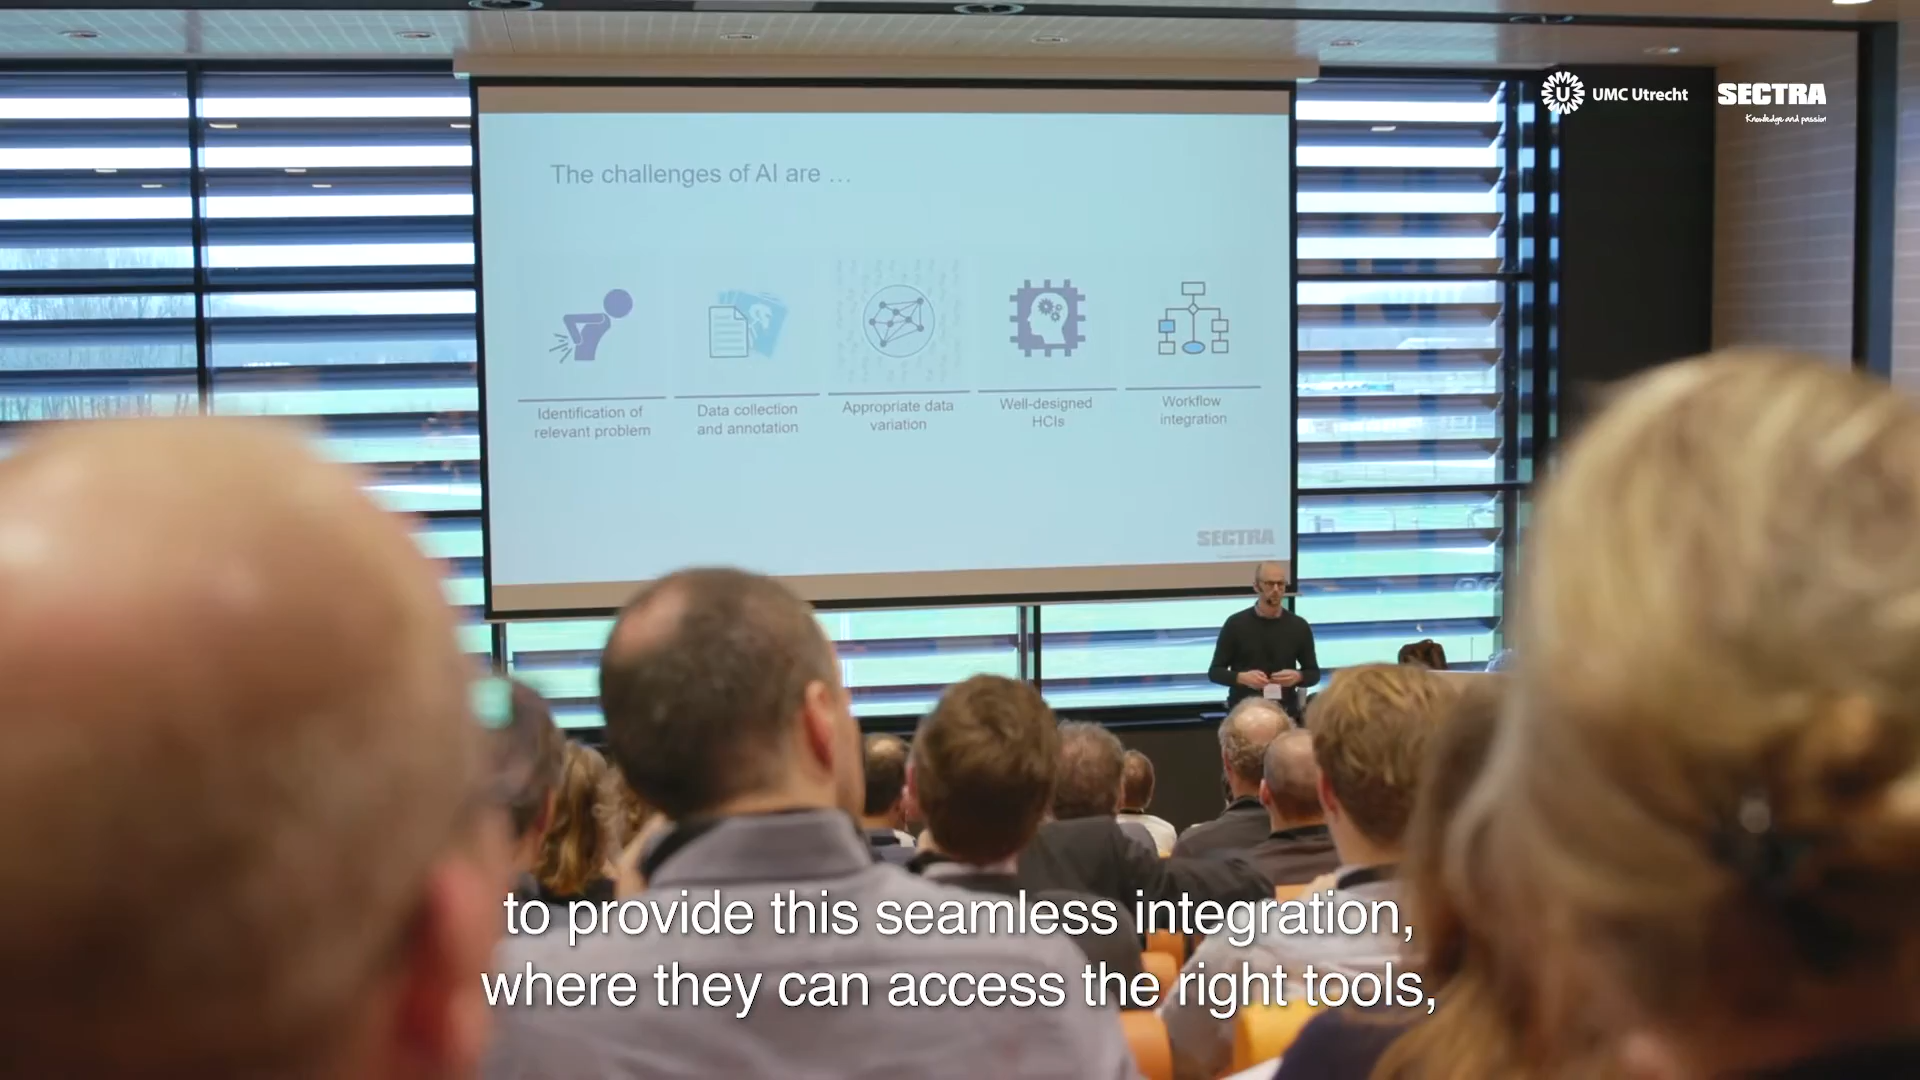 UMC Utrecht
SECTRA
Knowledge and passion
The challenges of AI are ...
Identification of
relevant problem
Data collection
and annotation
Appropriate data
variation
Well-designed
HCIs
Workflow
integration
SECTRA
to provide this seamless integration,
where they can access the right tools,